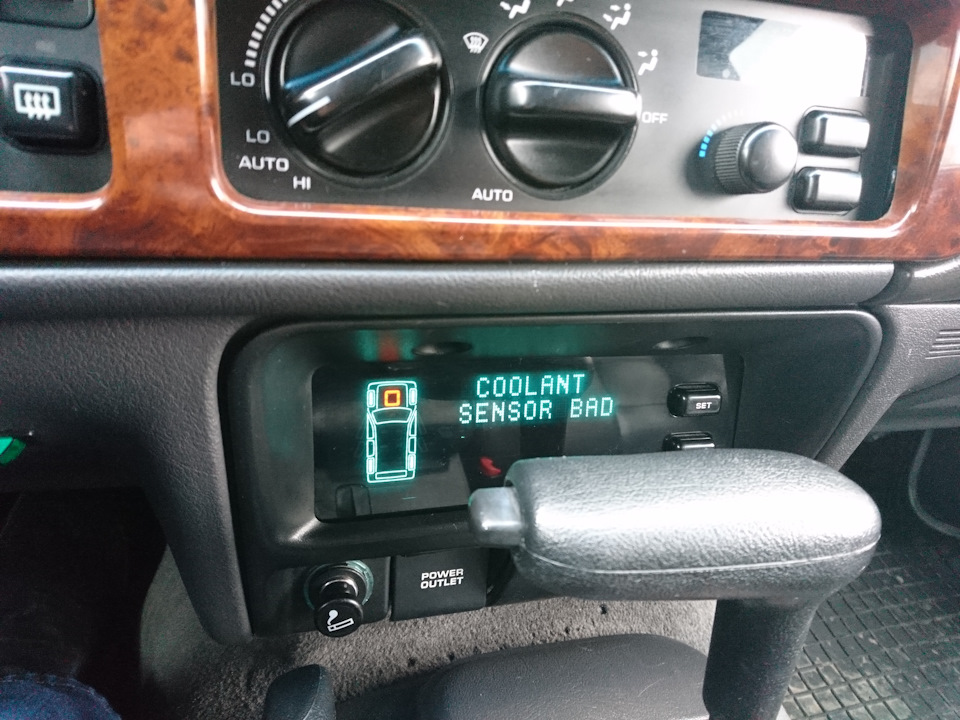 LO
OFF
LO
AUTO
HI
AUTO
COOLANT
SENSOR BAD
SET
POWER
OUTLET